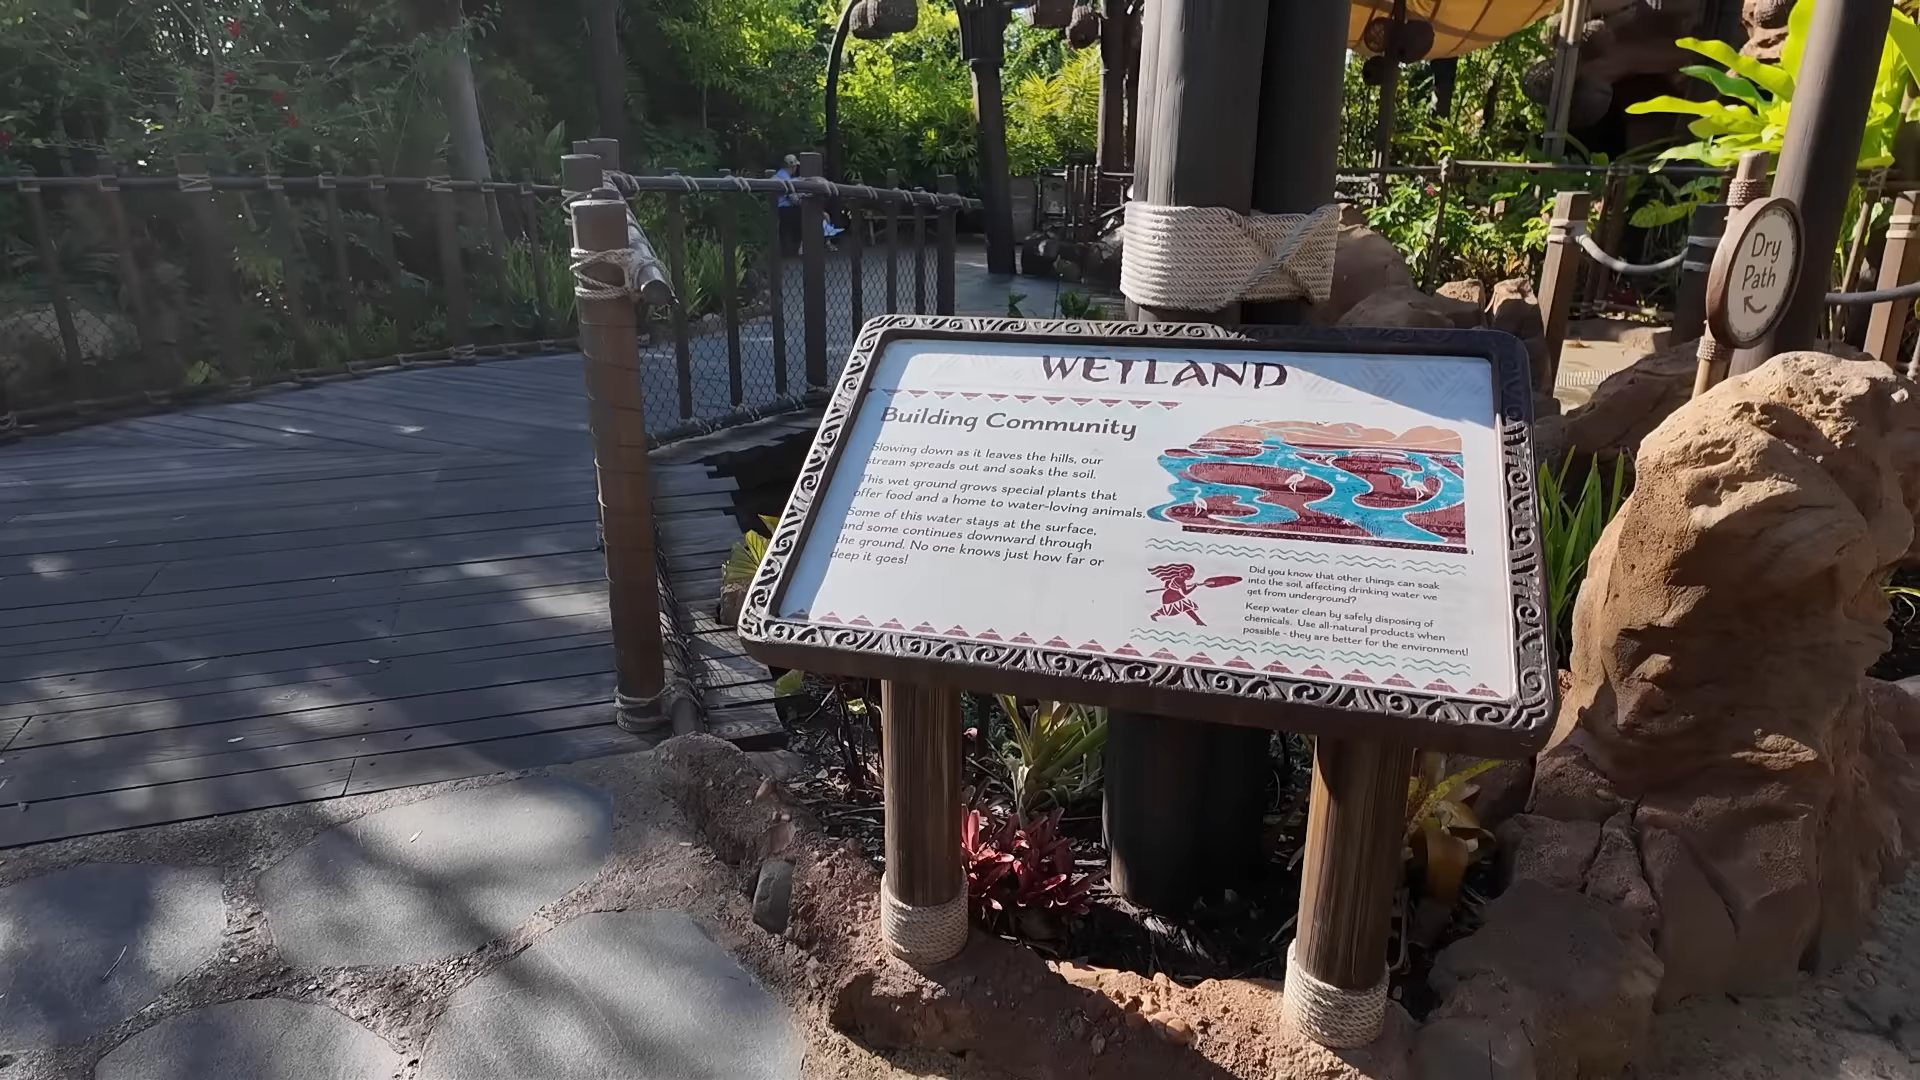 WETLAND
Building Community
Slowing down as it leaves the hills, our
stream spreads out and soaks the soil.
This wet ground grows special plants that
offer food and a home to water-loving animals.
Some of this water stays at the surface,
and some continues downward through
the ground. No one knows just how far or
deep it goes!
Did you know that other things can soak
into the soil, affecting drinking water we
get from underground?
Keep water clean by safely disposing of
chemicals. Use all-natural products when
possible - they are better for the environment!
Dry
Path